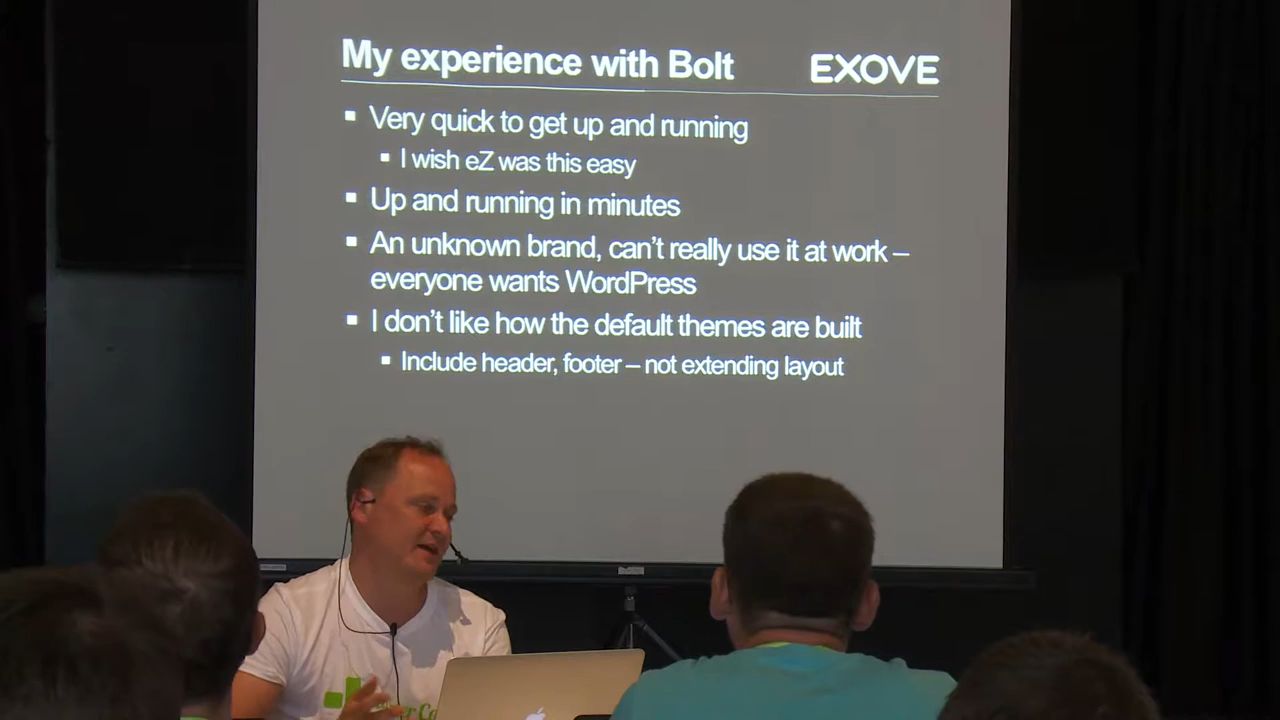 My experience with Bolt
EXOVE
Very quick to get up and running
I wish eZ was this easy
Up and running in minutes
An unknown brand, can’t really use it at work –
everyone wants WordPress
I don’t like how the default themes are built
Include header, footer – not extending layout